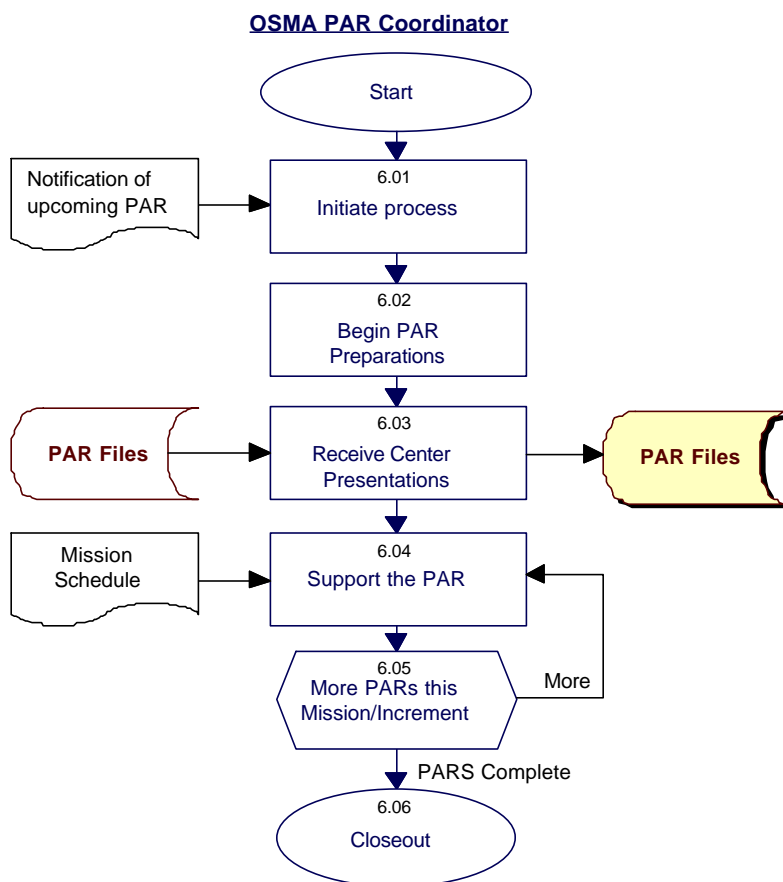 OSMA PAR Coordinator
Start
Notification of
upcoming PAR
6.01
Initiate process
6.02
Begin PAR
Preparations
PAR Files
6.03
Receive Center
Presentations
PAR Files
Mission
Schedule
6.04
Support the PAR
6.05
More PARs this
Mission/Increment
More
PARS Complete
6.06
Closeout